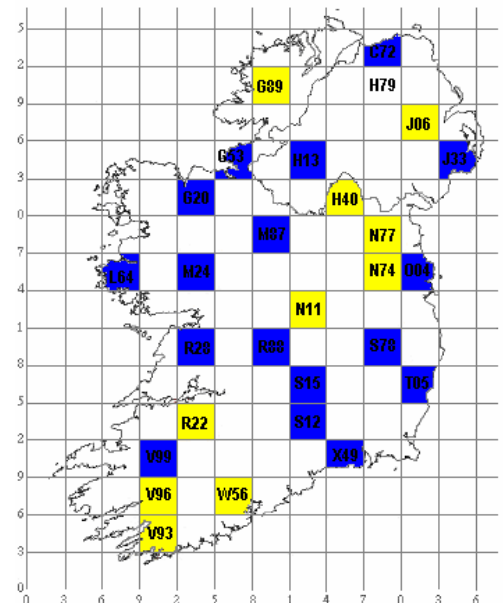 5
C72
2
G89 H79
9
J06
6
G53 H13 J33
3
G20 H40
0
M87 N77
7
L64 M24 N74 O04
4
N11
1
R28 R88 S78
8
S15 T05
5
R22 S12
2
V99 X49
9
V96 W56
6
V93
3
0
0 3 6 9 2 5 8 1 4 7 0 3 6